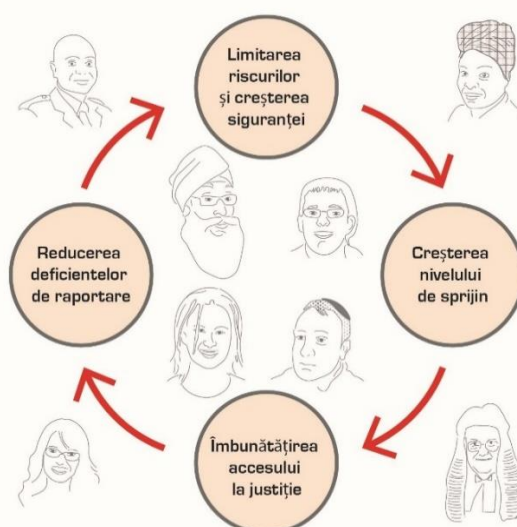 Limitarea
riscurilor
și creșterea
siguranței
Creșterea
nivelului
de sprijin
Îmbunătățirea
accesului
la justiție
Reducerea
deficientelor
de raportare